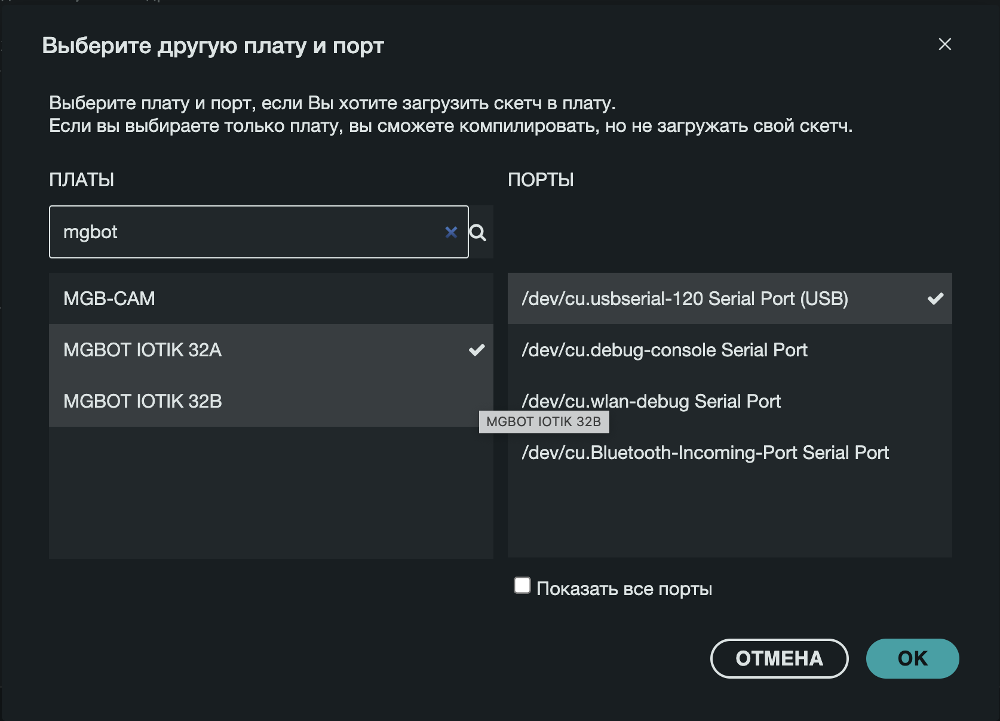 Выберите другую плату и порт
Выберите плату и порт, если Вы хотите загрузить скетч в плату.
Если вы выбираете только плату, вы сможете компилировать, но не загружать свой скетч.
ПЛАТЫ
mgbot
MGB-CAM
MGBOT IOTIK 32A
MGBOT IOTIK 32B
ПОРТЫ
/dev/cu.usbserial-120 Serial Port (USB)
/dev/cu.debug-console Serial Port
/dev/cu.wlan-debug Serial Port
MGBOT IOTIK 32B
/dev/cu.Bluetooth-Incoming-Port Serial Port
Показать все порты
ОТМЕНА
OK